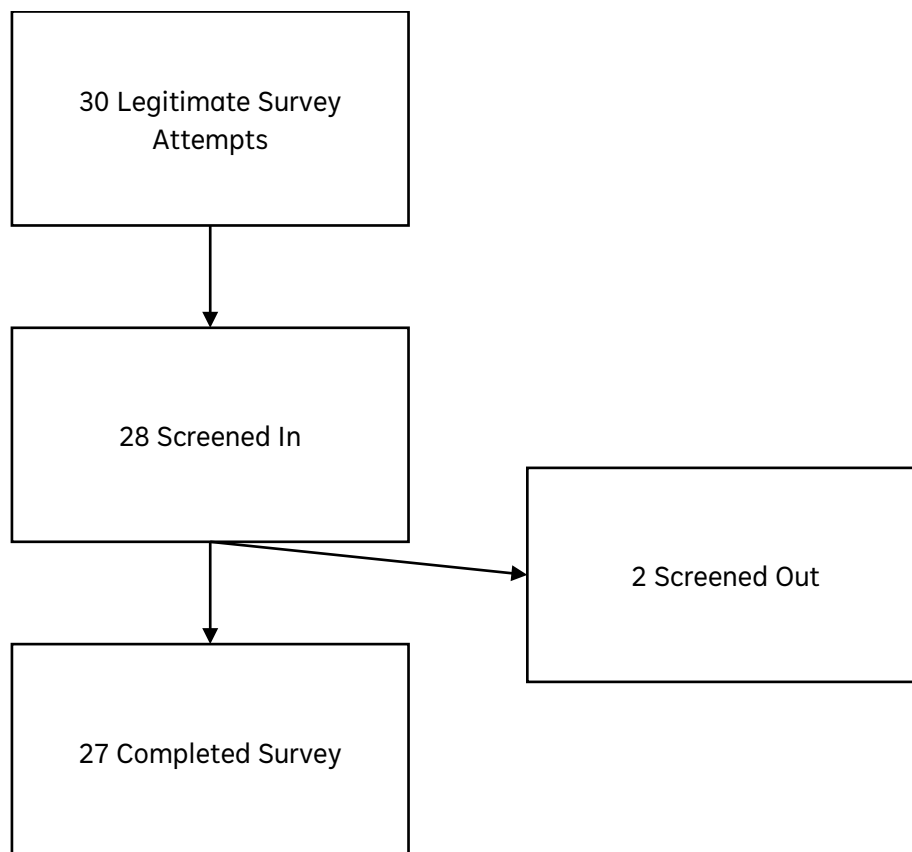 30 Legitimate Survey
Attempts
28 Screened In
2 Screened Out
27 Completed Survey